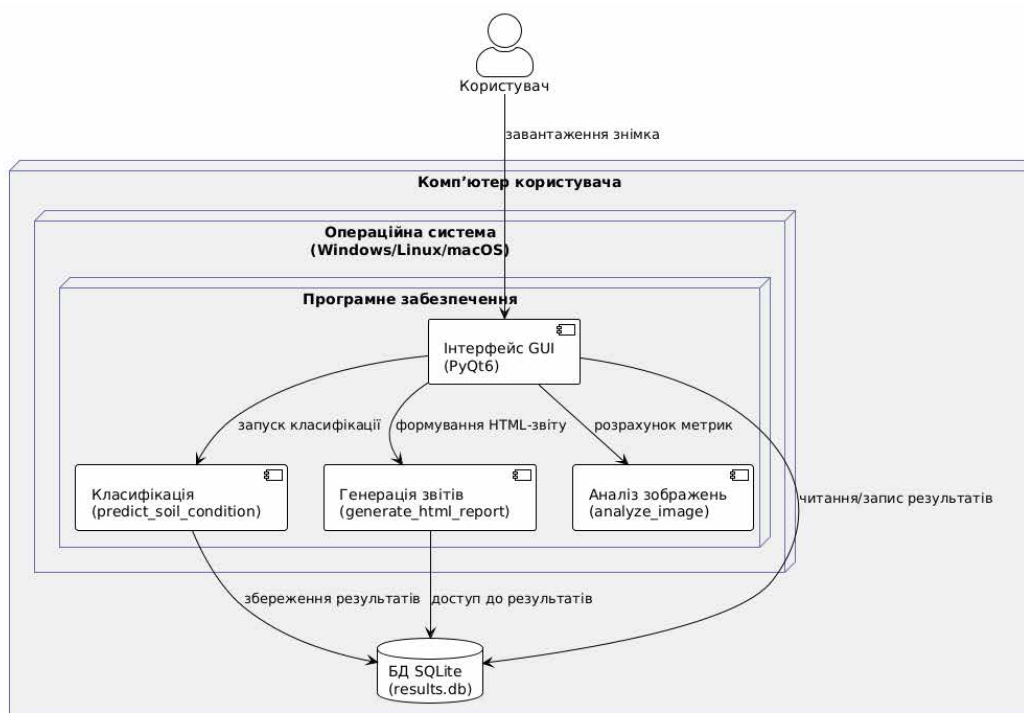 Користувач
завантаження знімка
Комп’ютер користувача
Операційна система
(Windows/Linux/macOS)
Програмне забезпечення
Інтерфейс GUI
(PyQt6)
запуск класифікації
формування HTML-звіту
розрахунок метрик
Класифікація
(predict_soil_condition)
Генерація звітів
(generate_html_report)
Аналіз зображень
(analyze_image)
читання/запис результатів
збереження результатів
доступ до результатів
БД SQLite
(results.db)